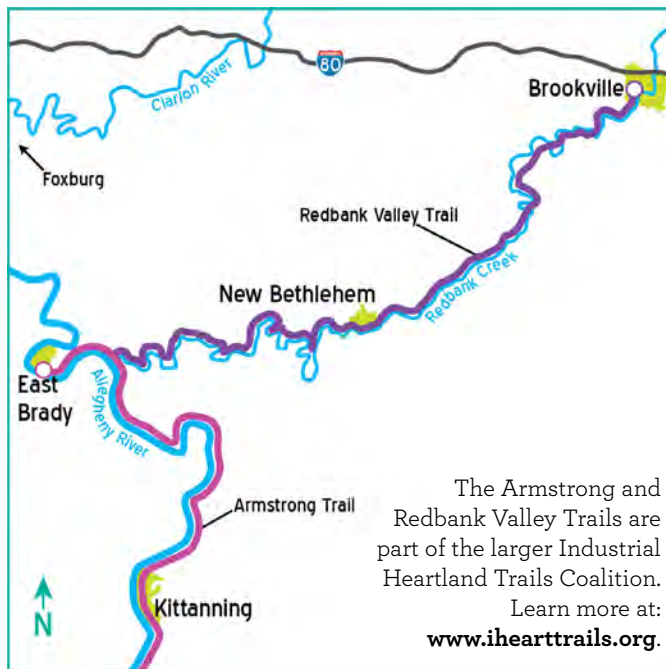 80
Clarion River
Brookville
Foxburg
Redbank Valley Trail
Redbank Creek
New Bethlehem
East
Brady
Allegheny River
Armstrong Trail
Kittanning
N
The Armstrong and
Redbank Valley Trails are
part of the larger Industrial
Heartland Trails Coalition.
Learn more at:
www.ihearttrails.org.